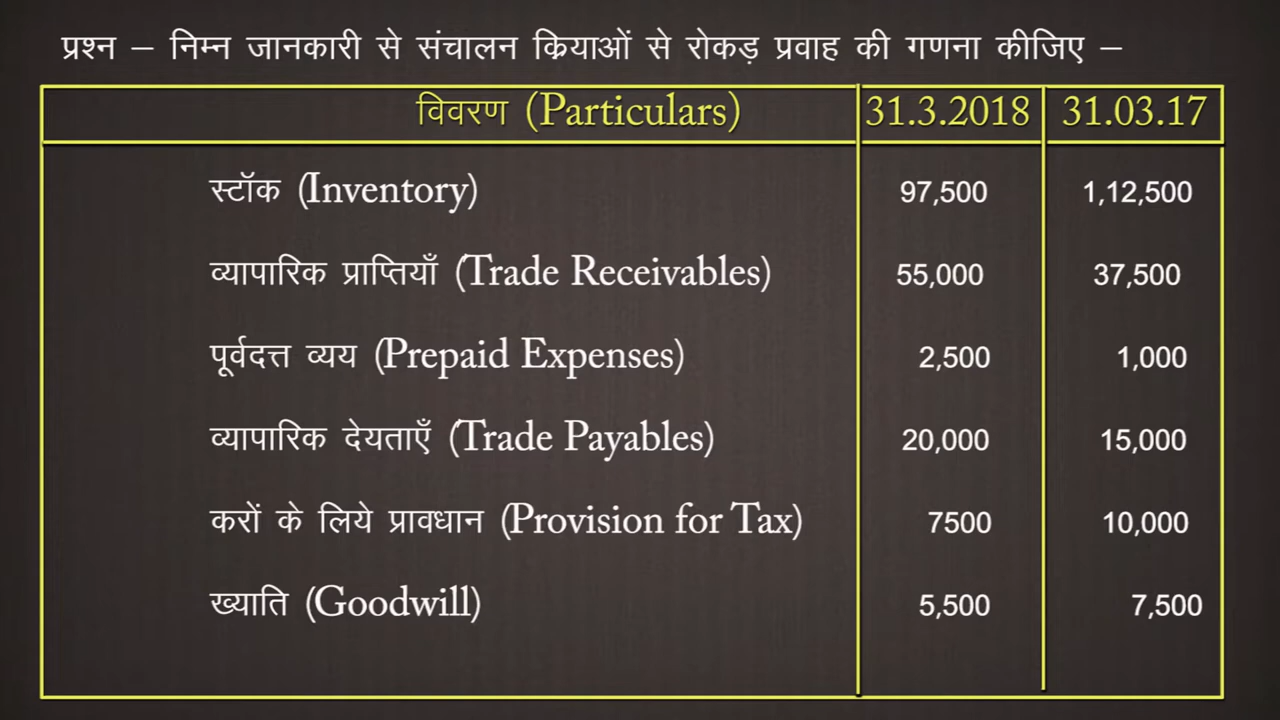 प्रश्न – निम्न जानकारी से संचालन क्रियाओं से रोकड़ प्रवाह की गणना कीजिए –
विवरण (Particulars) 31.3.2018 31.03.17
स्टॉक (Inventory) 97,500 1,12,500
व्यापारिक प्राप्तियाँ (Trade Receivables) 55,000 37,500
पूर्वदत्त व्यय (Prepaid Expenses) 2,500 1,000
व्यापारिक देयताएँ (Trade Payables) 20,000 15,000
करों के लिये प्रावधान (Provision for Tax) 7500 10,000
ख्याति (Goodwill) 5,500 7,500